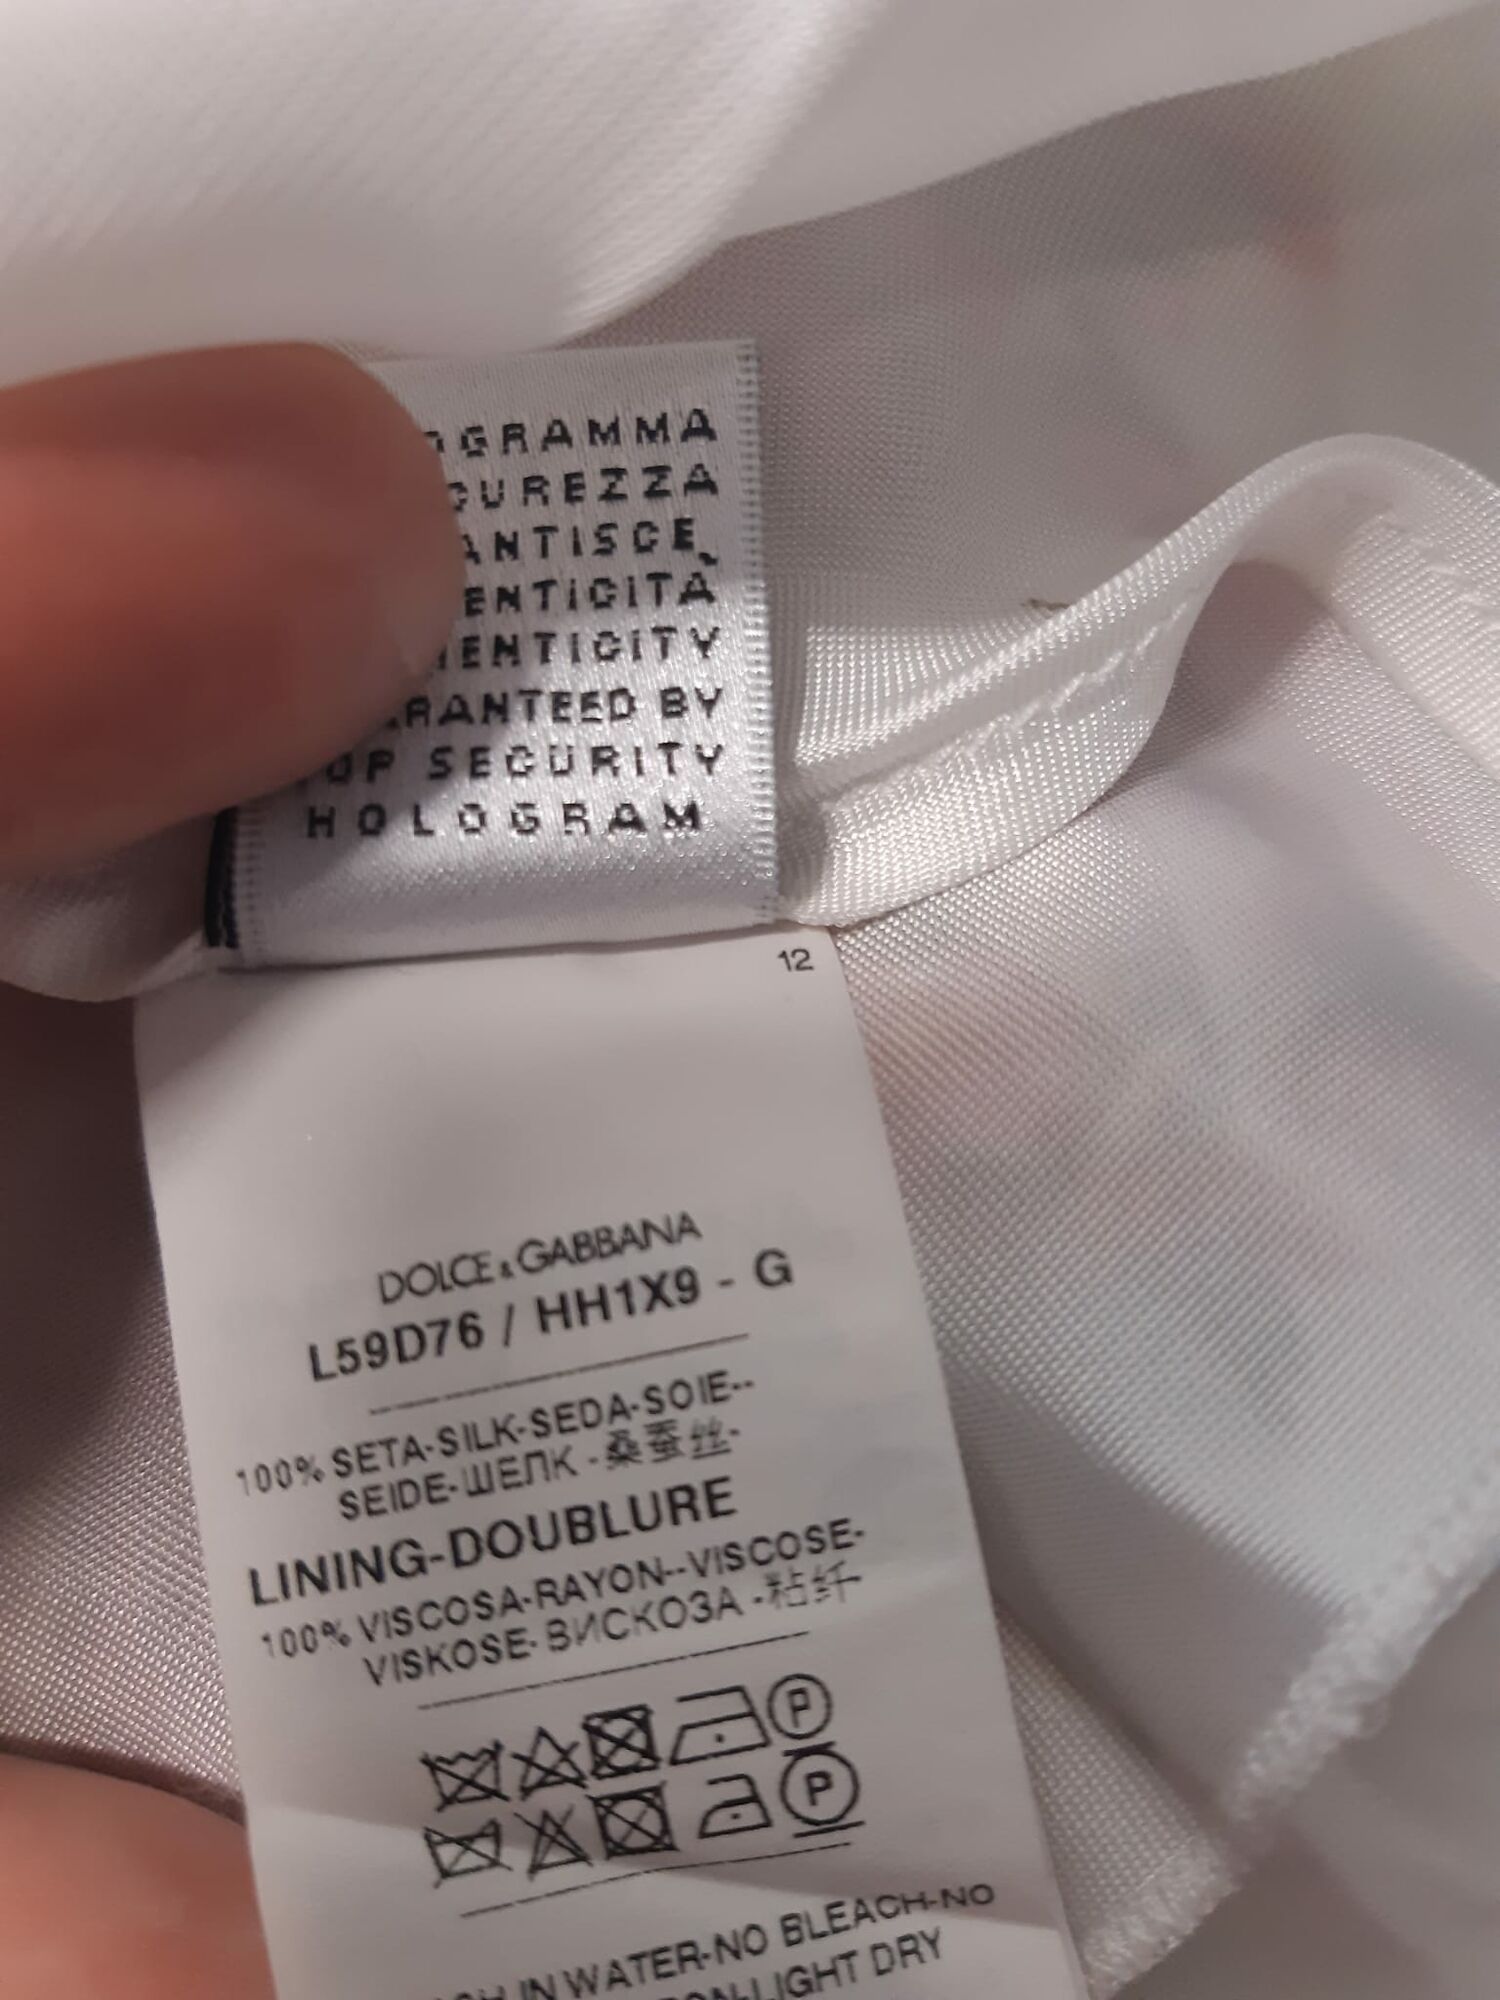 OGRAMMA
CUREZZA
ANTISCE
ENTICITÀ
ENTICITY
RANTEED BY
OP SECURITY
HOLOGRAM
12
DOLCE & GABBANA
L59D76 / HH1X9 - G
100% SETA-SILK-SEDA-SOIE--
SEIDE-ШЕЛК-桑蚕丝-
LINING-DOUBLURE
100% VISCOSA-RAYON--VISCOSE-
VISKOSE-ВИСКОЗА-粘纤-
P
P
IN WATER-NO BLEACH-NO
LIGHT DRY